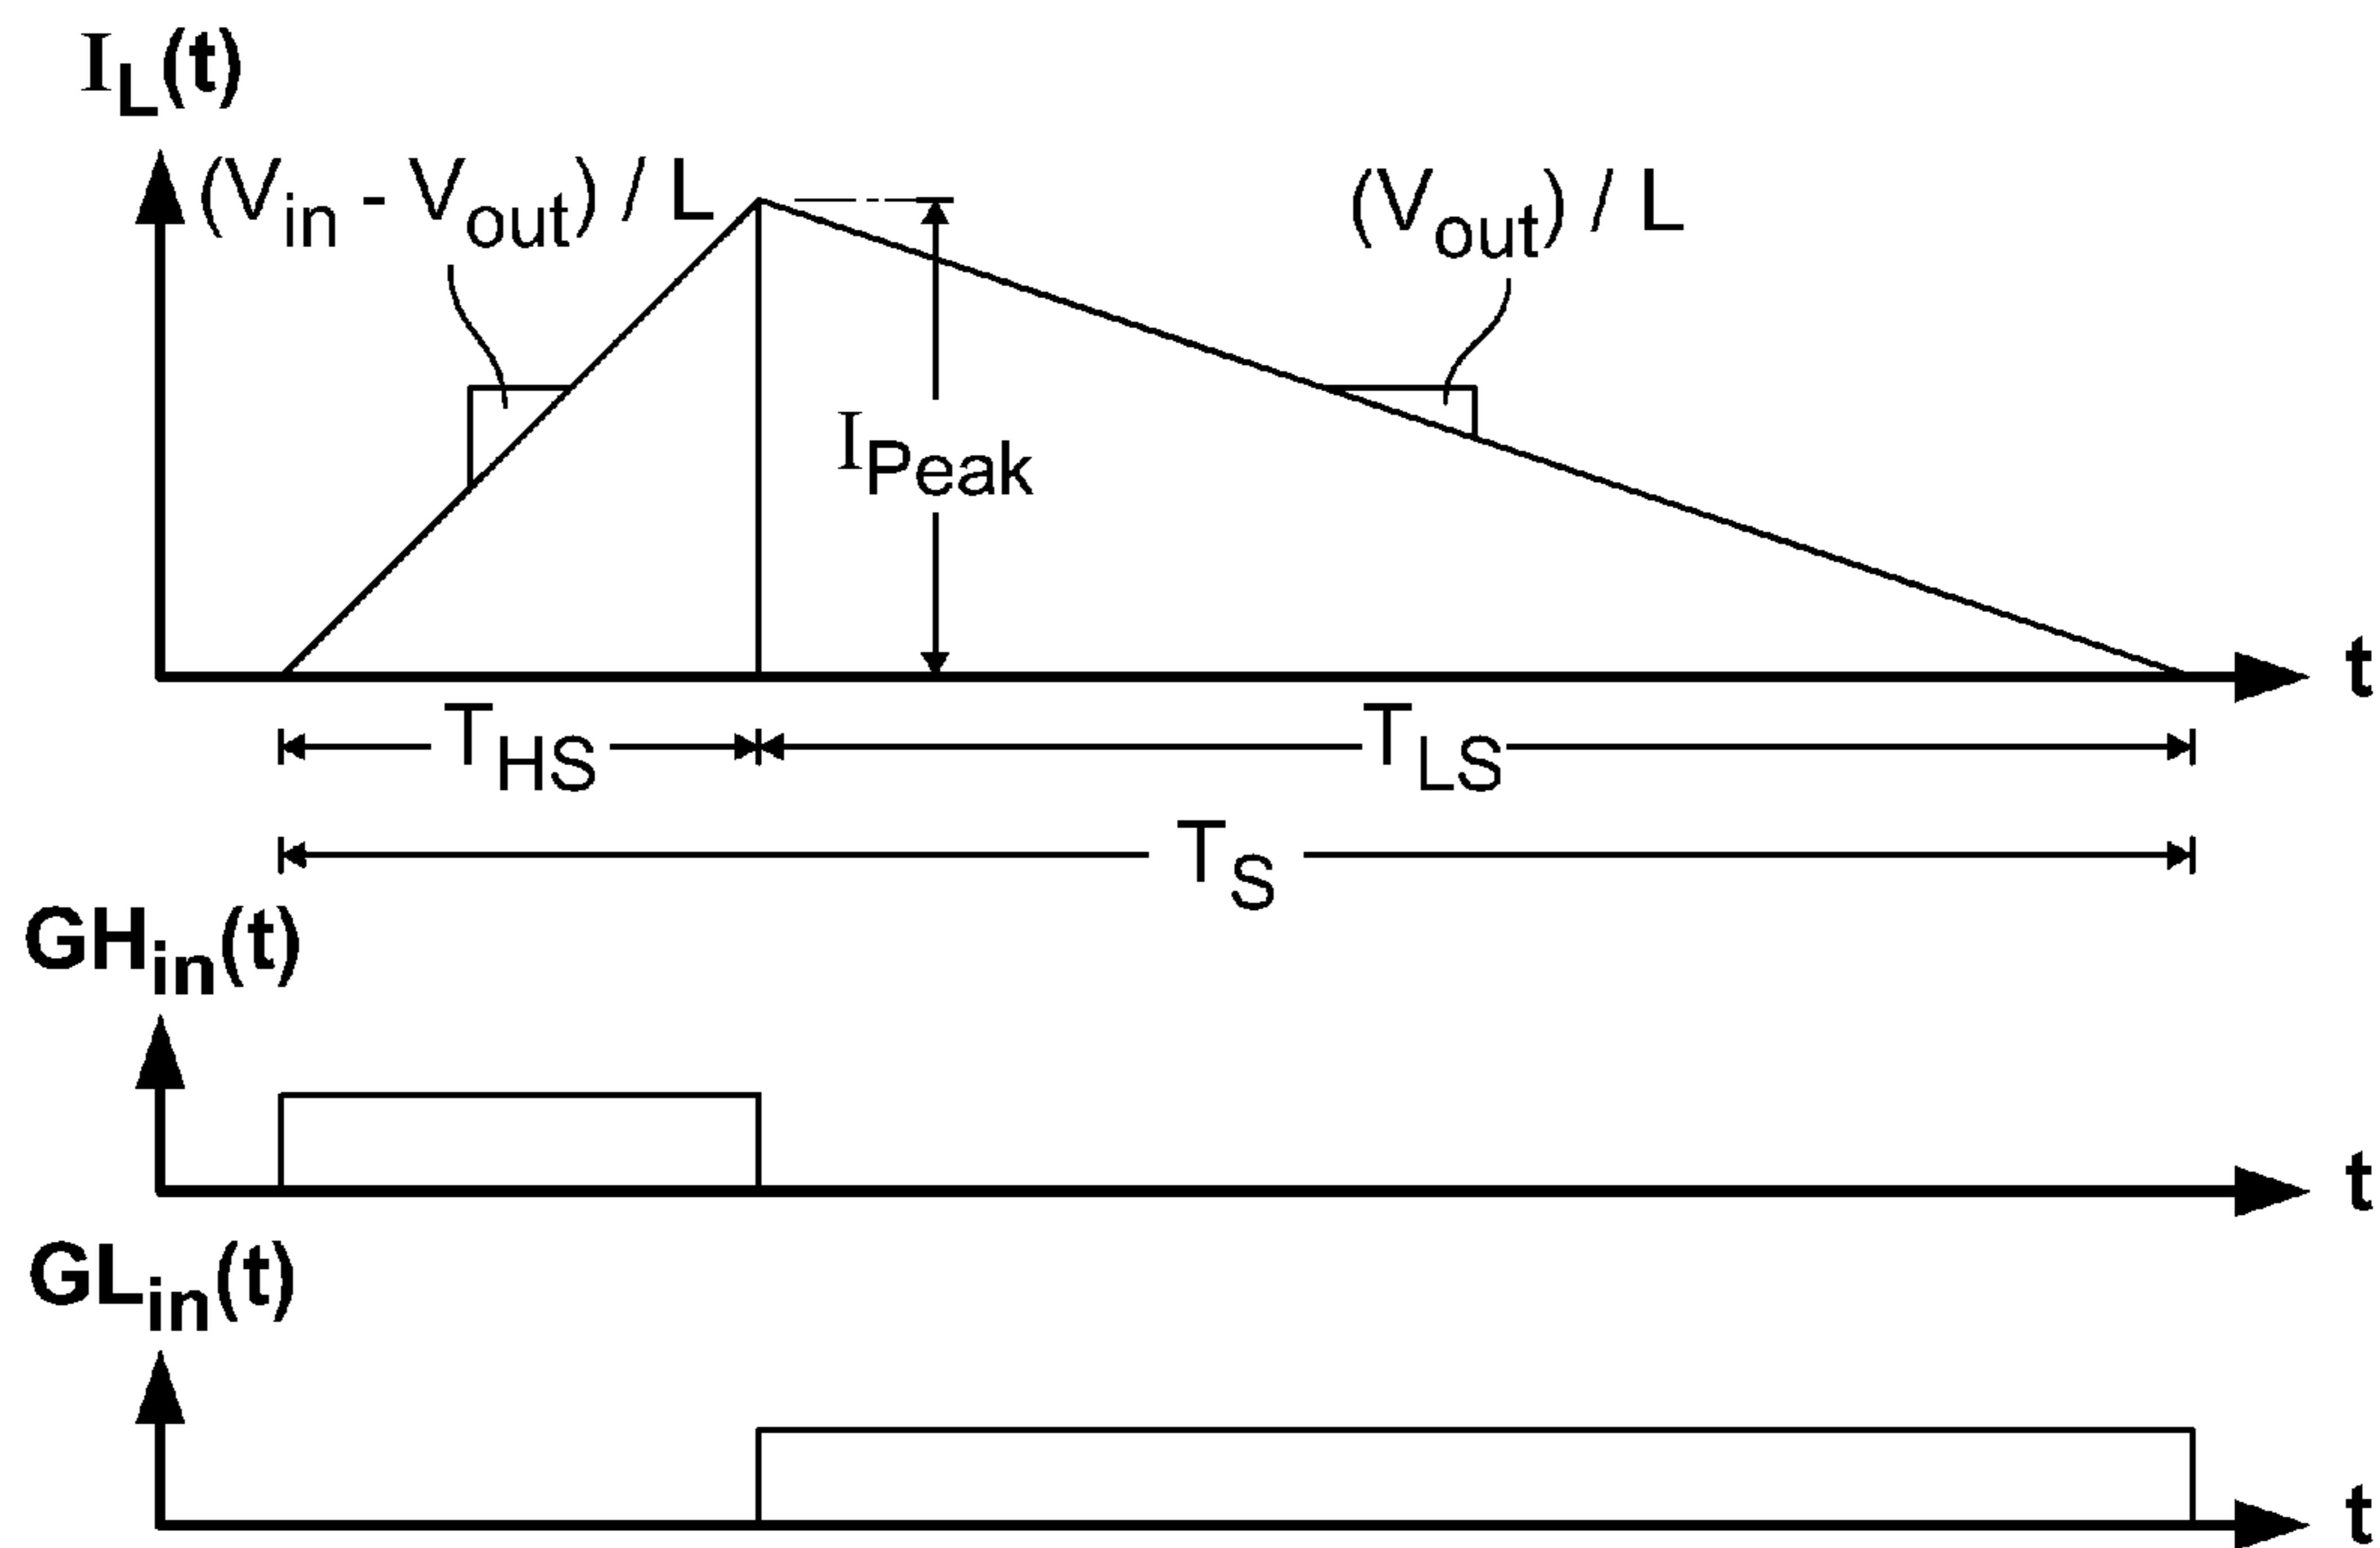 I_L(t)
(V_in - V_out) / L
(V_out) / L
I_Peak
t
T_HS
T_LS
T_S
GH_in(t)
t
GL_in(t)
t